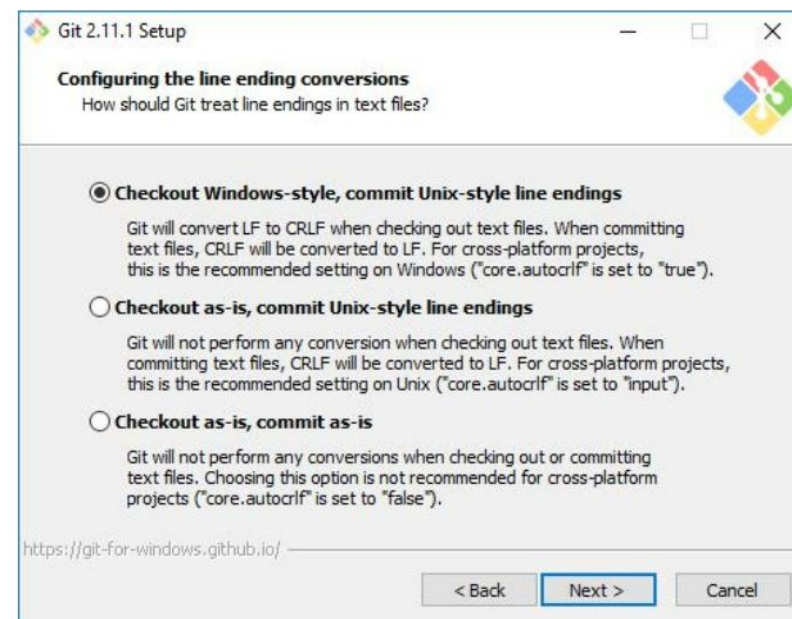 Git 2.11.1 Setup
Configuring the line ending conversions
How should Git treat line endings in text files?
Checkout Windows-style, commit Unix-style line endings
Git will convert LF to CRLF when checking out text files. When committing
text files, CRLF will be converted to LF. For cross-platform projects,
this is the recommended setting on Windows ("core.autocrlf" is set to "true").
Checkout as-is, commit Unix-style line endings
Git will not perform any conversion when checking out text files. When
committing text files, CRLF will be converted to LF. For cross-platform projects,
this is the recommended setting on Unix ("core.autocrlf" is set to "input").
Checkout as-is, commit as-is
Git will not perform any conversions when checking out or committing
text files. Choosing this option is not recommended for cross-platform
projects ("core.autocrlf" is set to "false").
https://git-for-windows.github.io/
< Back Next > Cancel